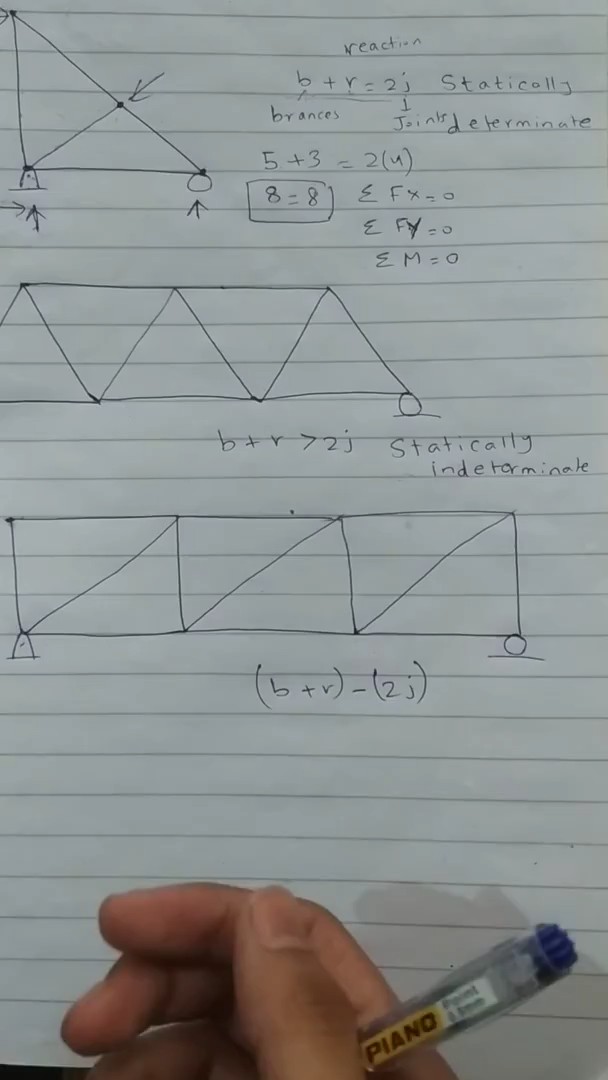 reaction
b + r = 2j Statically
brances Joints determinate
5 + 3 = 2(4)
8 = 8 Σ Fx = 0
Σ Fy = 0
Σ M = 0
b + r > 2j Statically
indeterminate
(b + r) - (2j)
PIANO Point